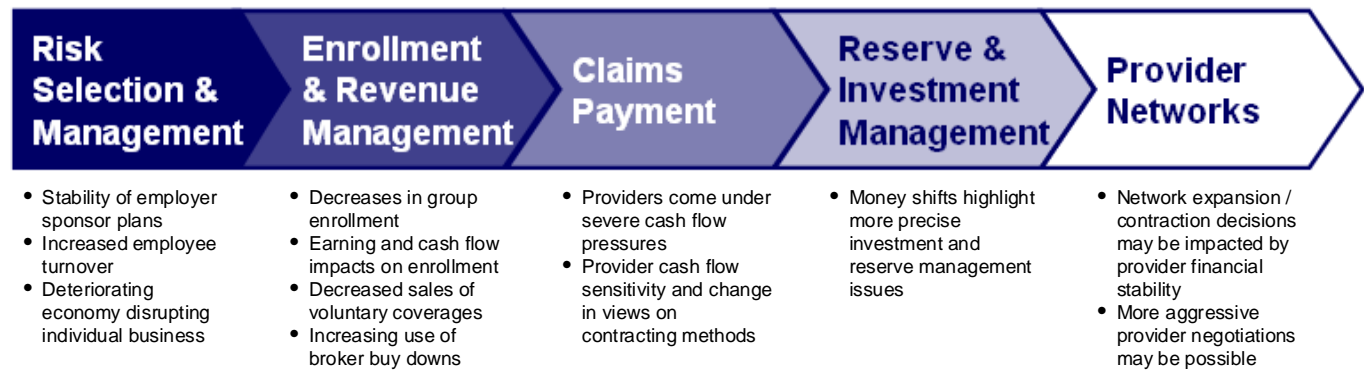 Risk
Selection &
Management
Enrollment
& Revenue
Management
Claims
Payment
Reserve &
Investment
Management
Provider
Networks
• Stability of employer
sponsor plans
• Increased employee
turnover
• Deteriorating
economy disrupting
individual business
• Decreases in group
enrollment
• Earning and cash flow
impacts on enrollment
• Decreased sales of
voluntary coverages
• Increasing use of
broker buy downs
• Providers come under
severe cash flow
pressures
• Provider cash flow
sensitivity and change
in views on
contracting methods
• Money shifts highlight
more precise
investment and
reserve management
issues
• Network expansion /
contraction decisions
may be impacted by
provider financial
stability
• More aggressive
provider negotiations
may be possible